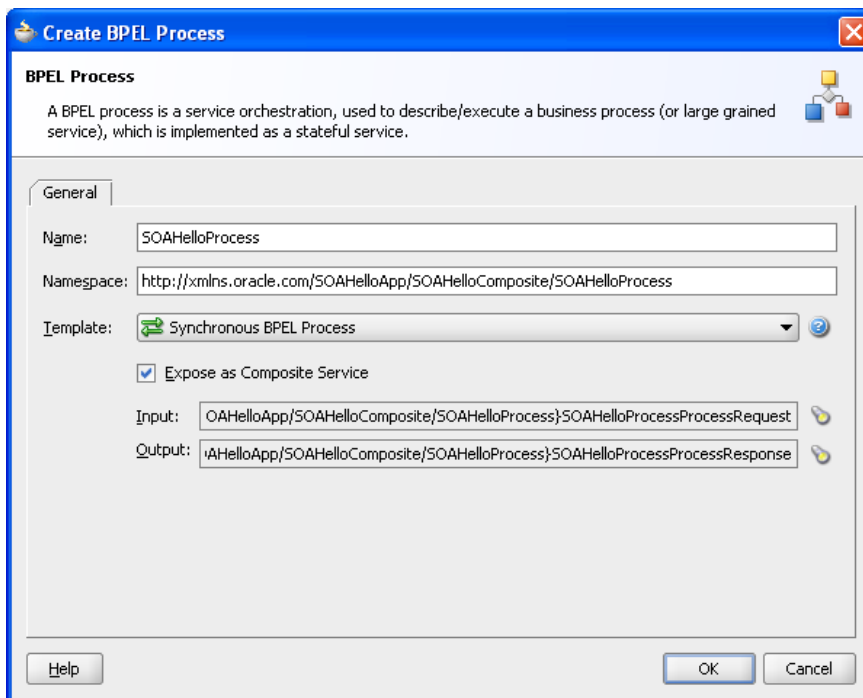 Create BPEL Process
BPEL Process
A BPEL process is a service orchestration, used to describe/execute a business process (or large grained
service), which is implemented as a stateful service.
General
Name: SOAHelloProcess
Namespace: http://xmlns.oracle.com/SOAHelloApp/SOAHelloComposite/SOAHelloProcess
Template: Synchronous BPEL Process
Expose as Composite Service
Input: OAHelloApp/SOAHelloComposite/SOAHelloProcess}SOAHelloProcessProcessRequest
Output: AHelloApp/SOAHelloComposite/SOAHelloProcess}SOAHelloProcessProcessResponse
Help OK Cancel